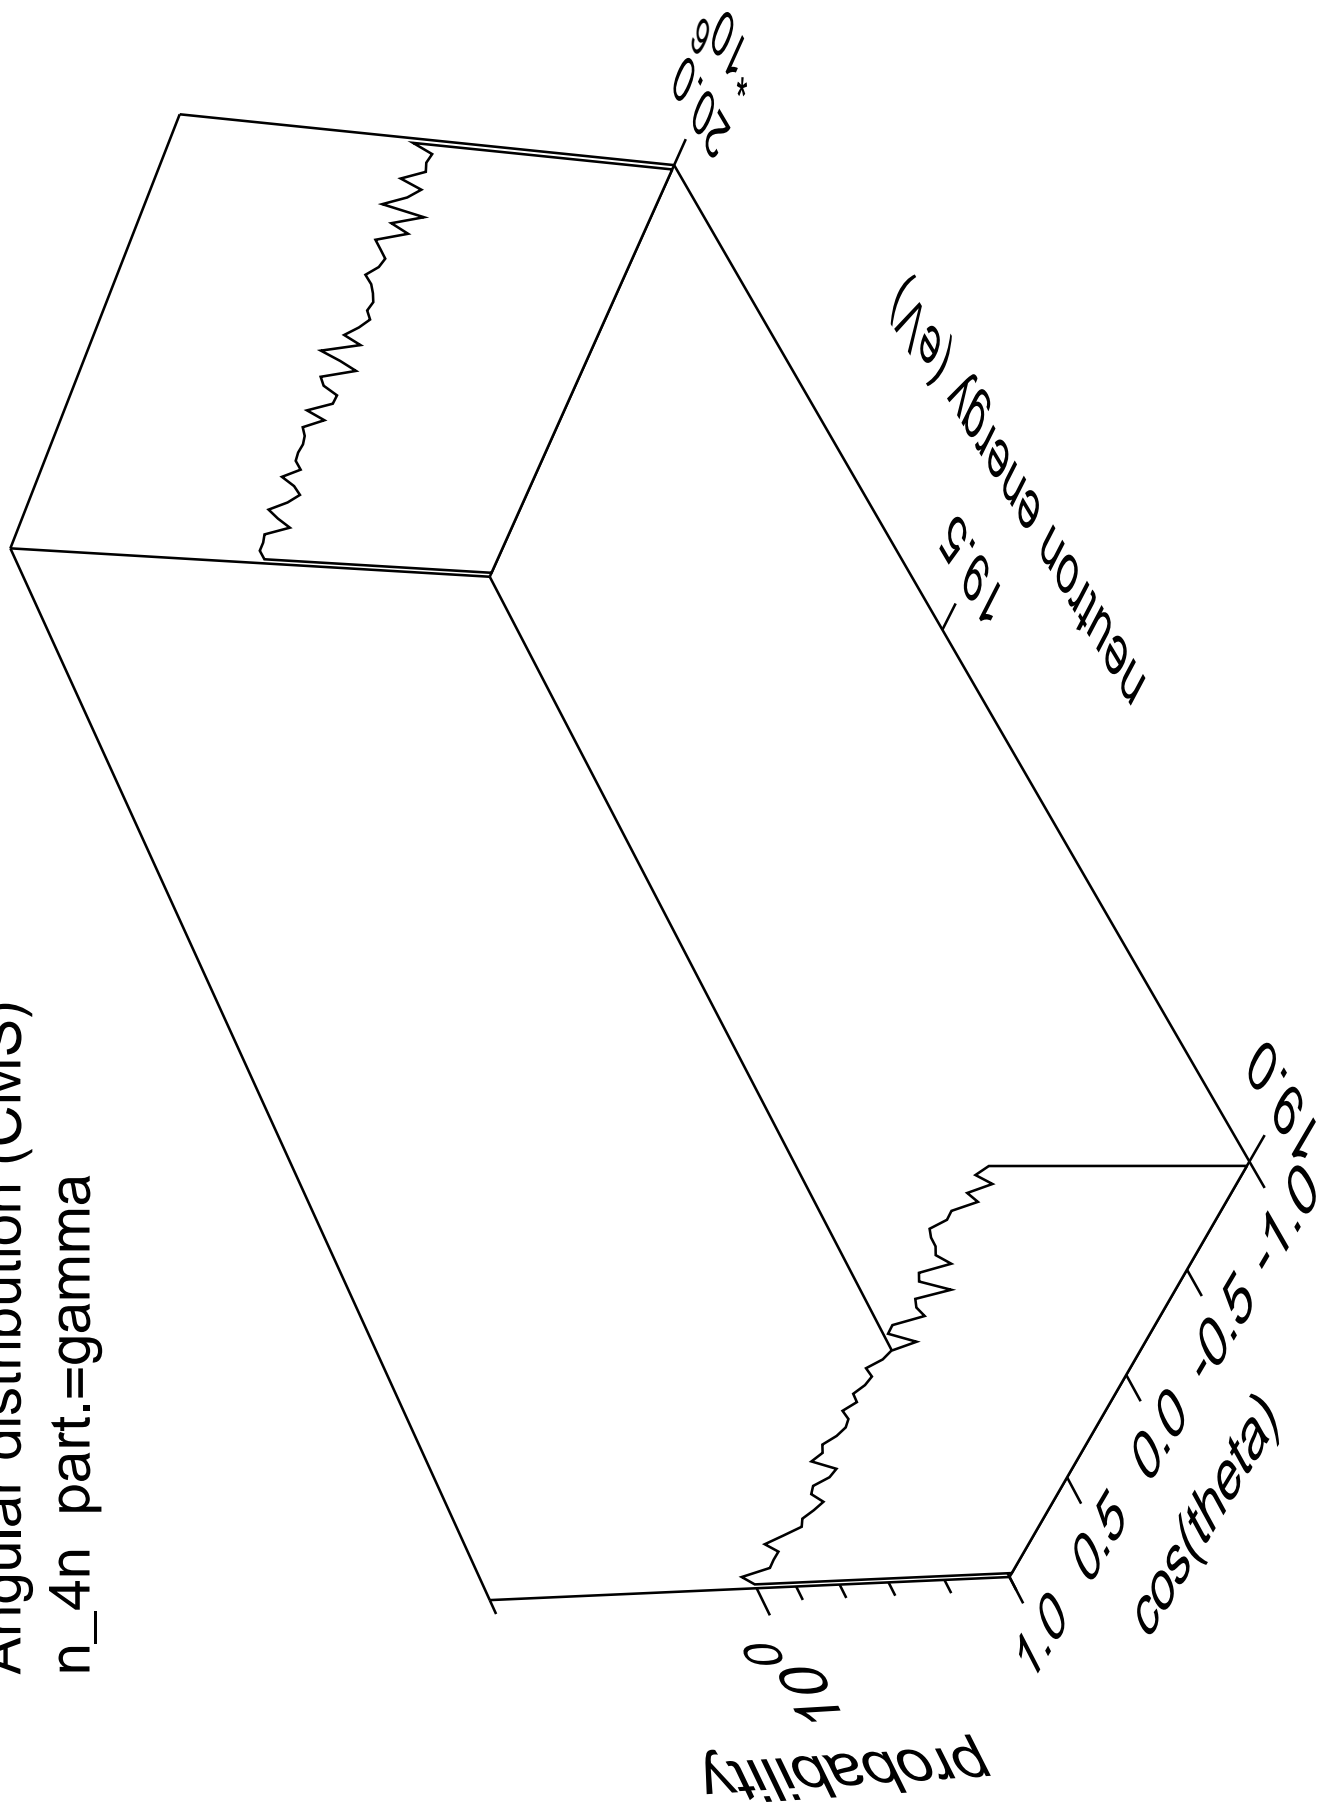 Angular distribution (CMS)
n_4n part.=gamma
probability
10^0
1.0 0.5 0.0 -0.5 -1.0
cos(theta)
19.0 19.5 20.0
*10^6
neutron energy (eV)